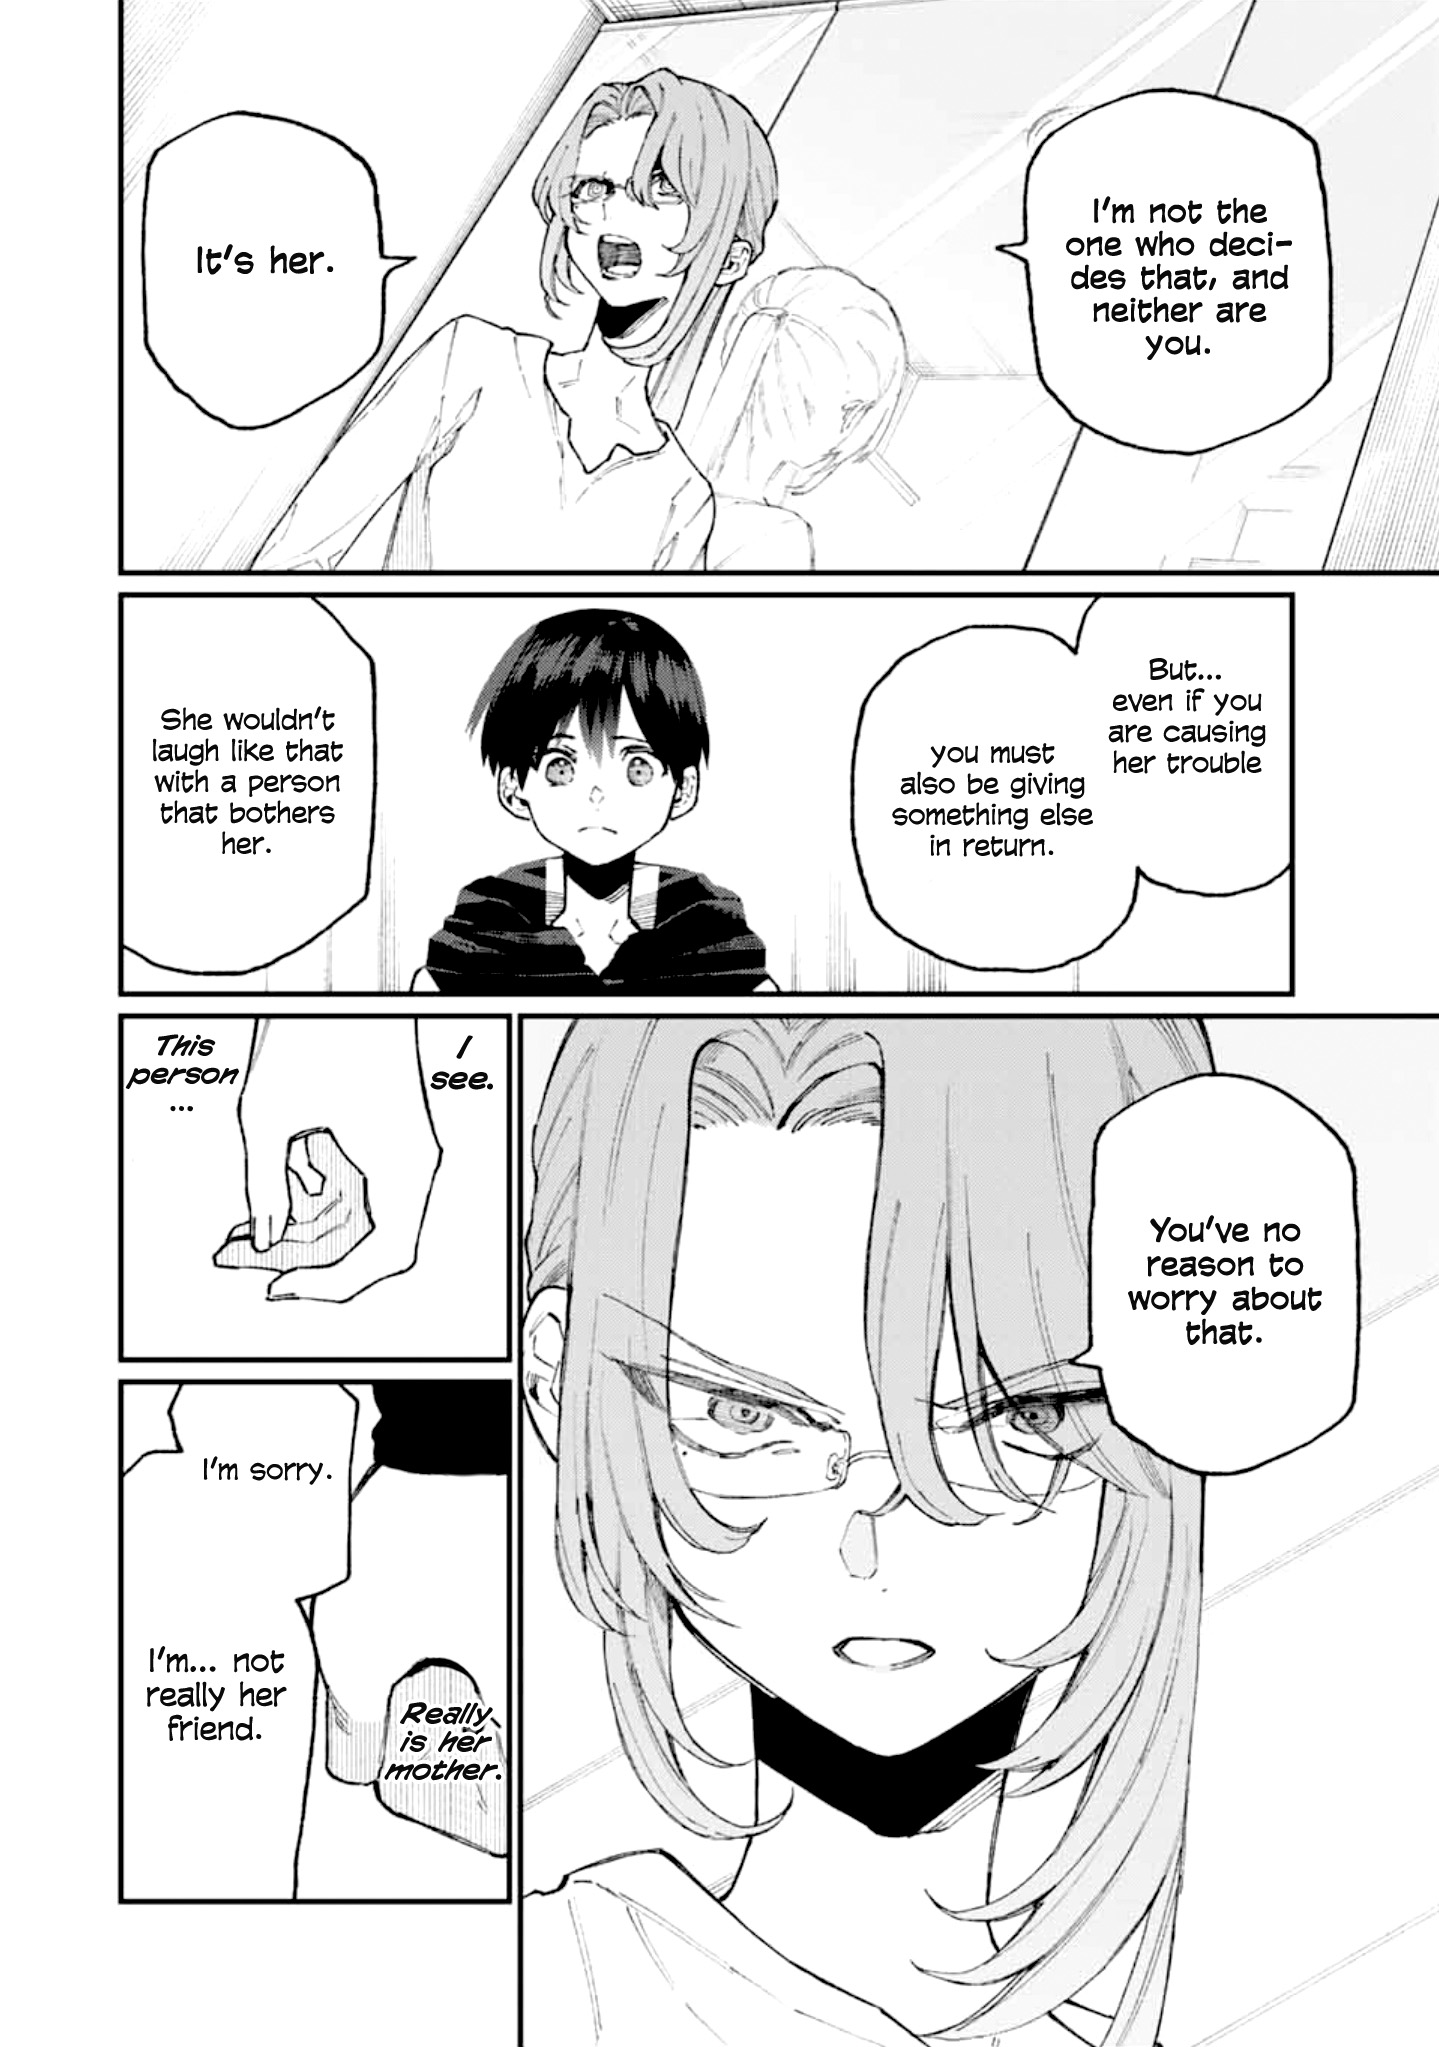 I'm not the
one who deci-
des that, and
neither are
you.
It's her.
But...
even if you
are causing
her trouble
you must
also be giving
something else
in return.
She wouldn't
laugh like that
with a person
that bothers
her.
You've no
reason to
worry about
that.
I
see.
This
person
...
Really
is her
mother.
I'm sorry.
I'm... not
really her
friend.